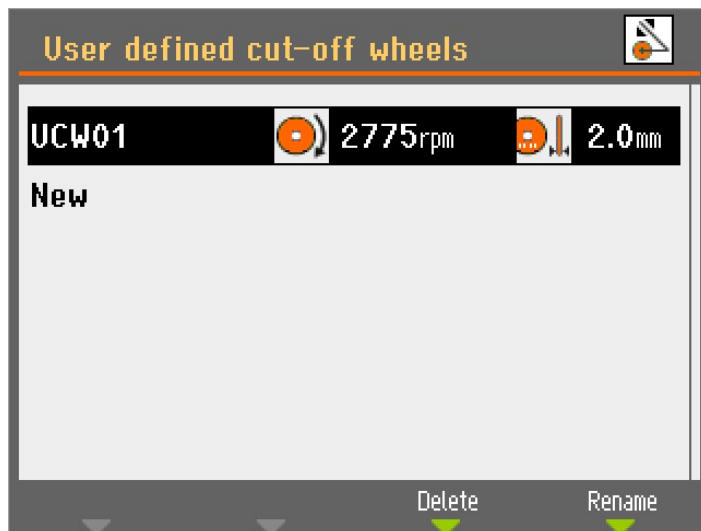 User defined cut-off wheels
UCW01 2775rpm 2.0mm
New
Delete Rename